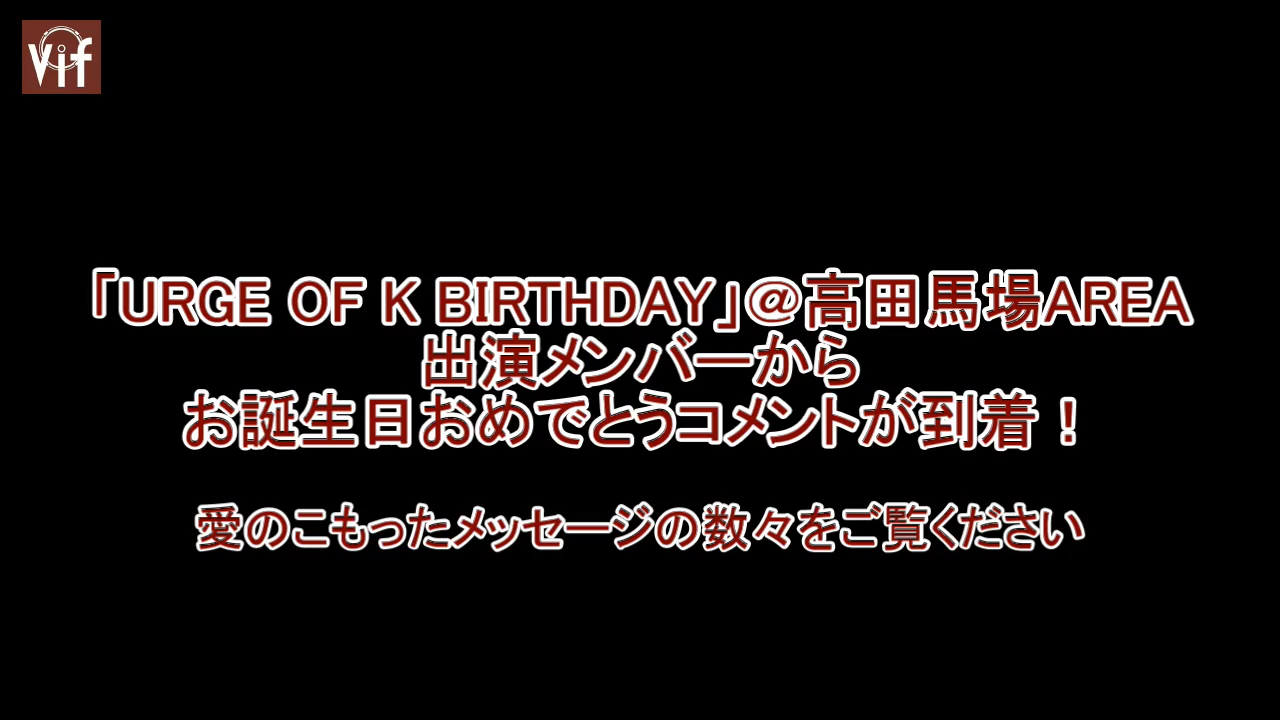 Vif
「URGE OF K BIRTHDAY」@高田馬場AREA
出演メンバーから
お誕生日おめでとうコメントが到着！
愛のこもったメッセージの数々をご覧ください